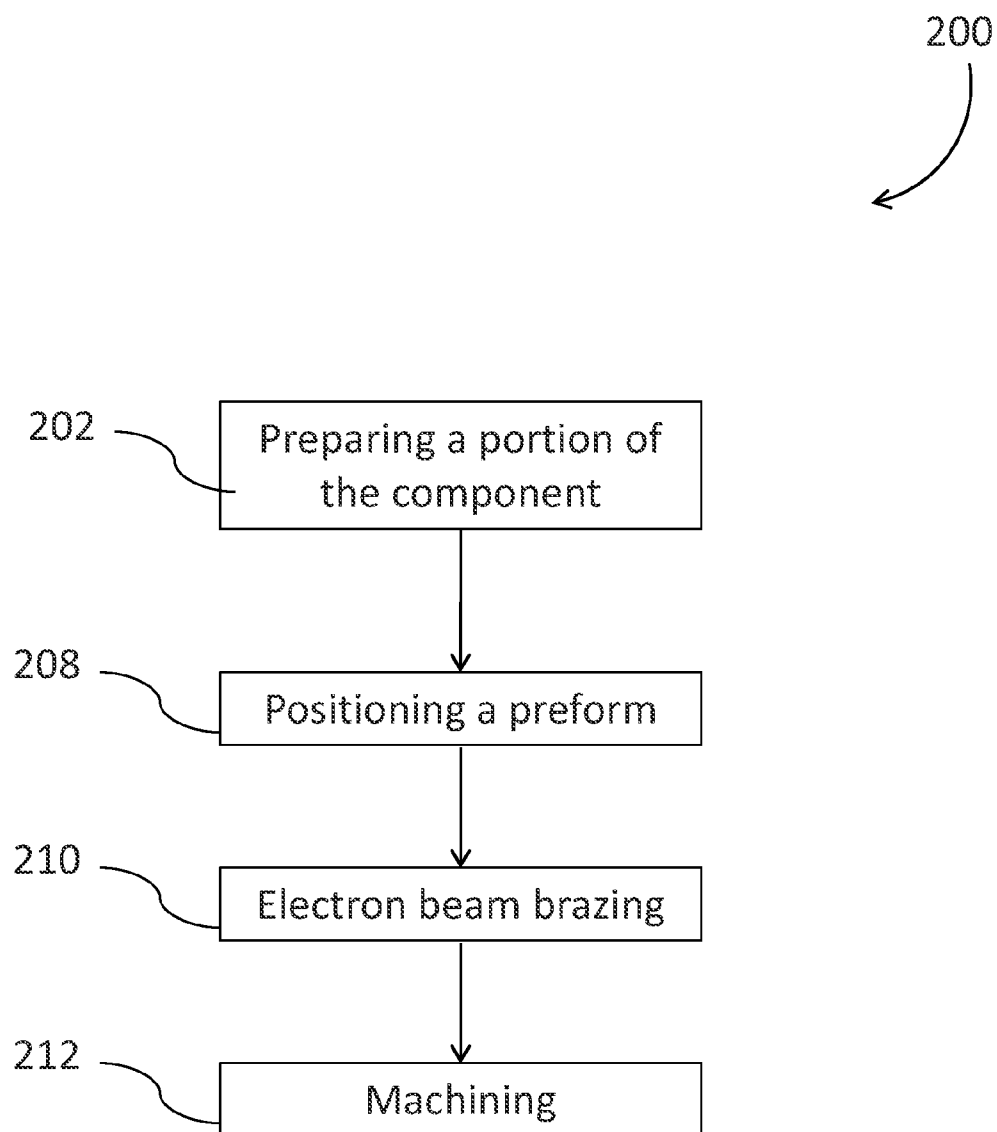 200
202
Preparing a portion of
the component
208
Positioning a preform
210
Electron beam brazing
212
Machining